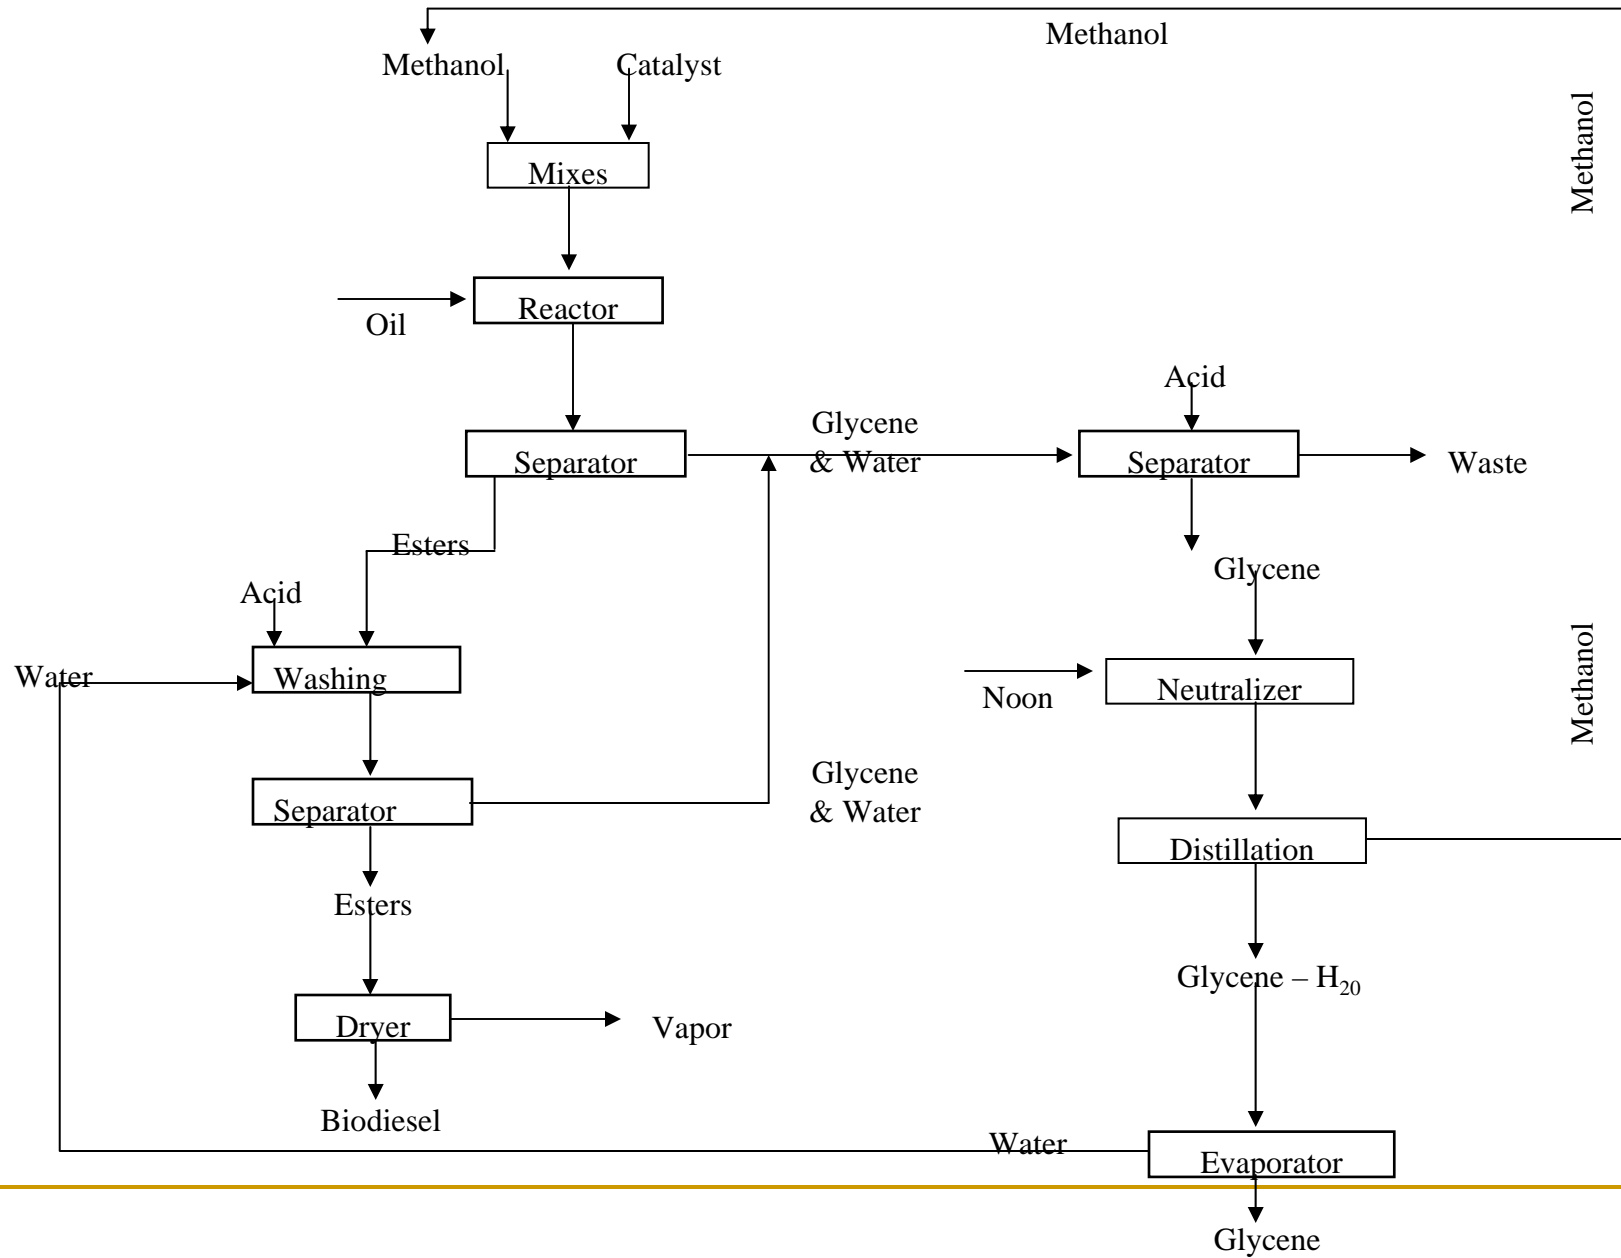 Methanol
Methanol
Catalyst
Methanol
Mixes
Reactor
Oil
Acid
Glycene
& Water
Separator
Separator
Waste
Esters
Glycene
Acid
Water
Washing
Noon
Neutralizer
Methanol
Glycene
& Water
Separator
Distillation
Esters
Glycene – H20
Dryer
Vapor
Biodiesel
Water
Evaporator
Glycene